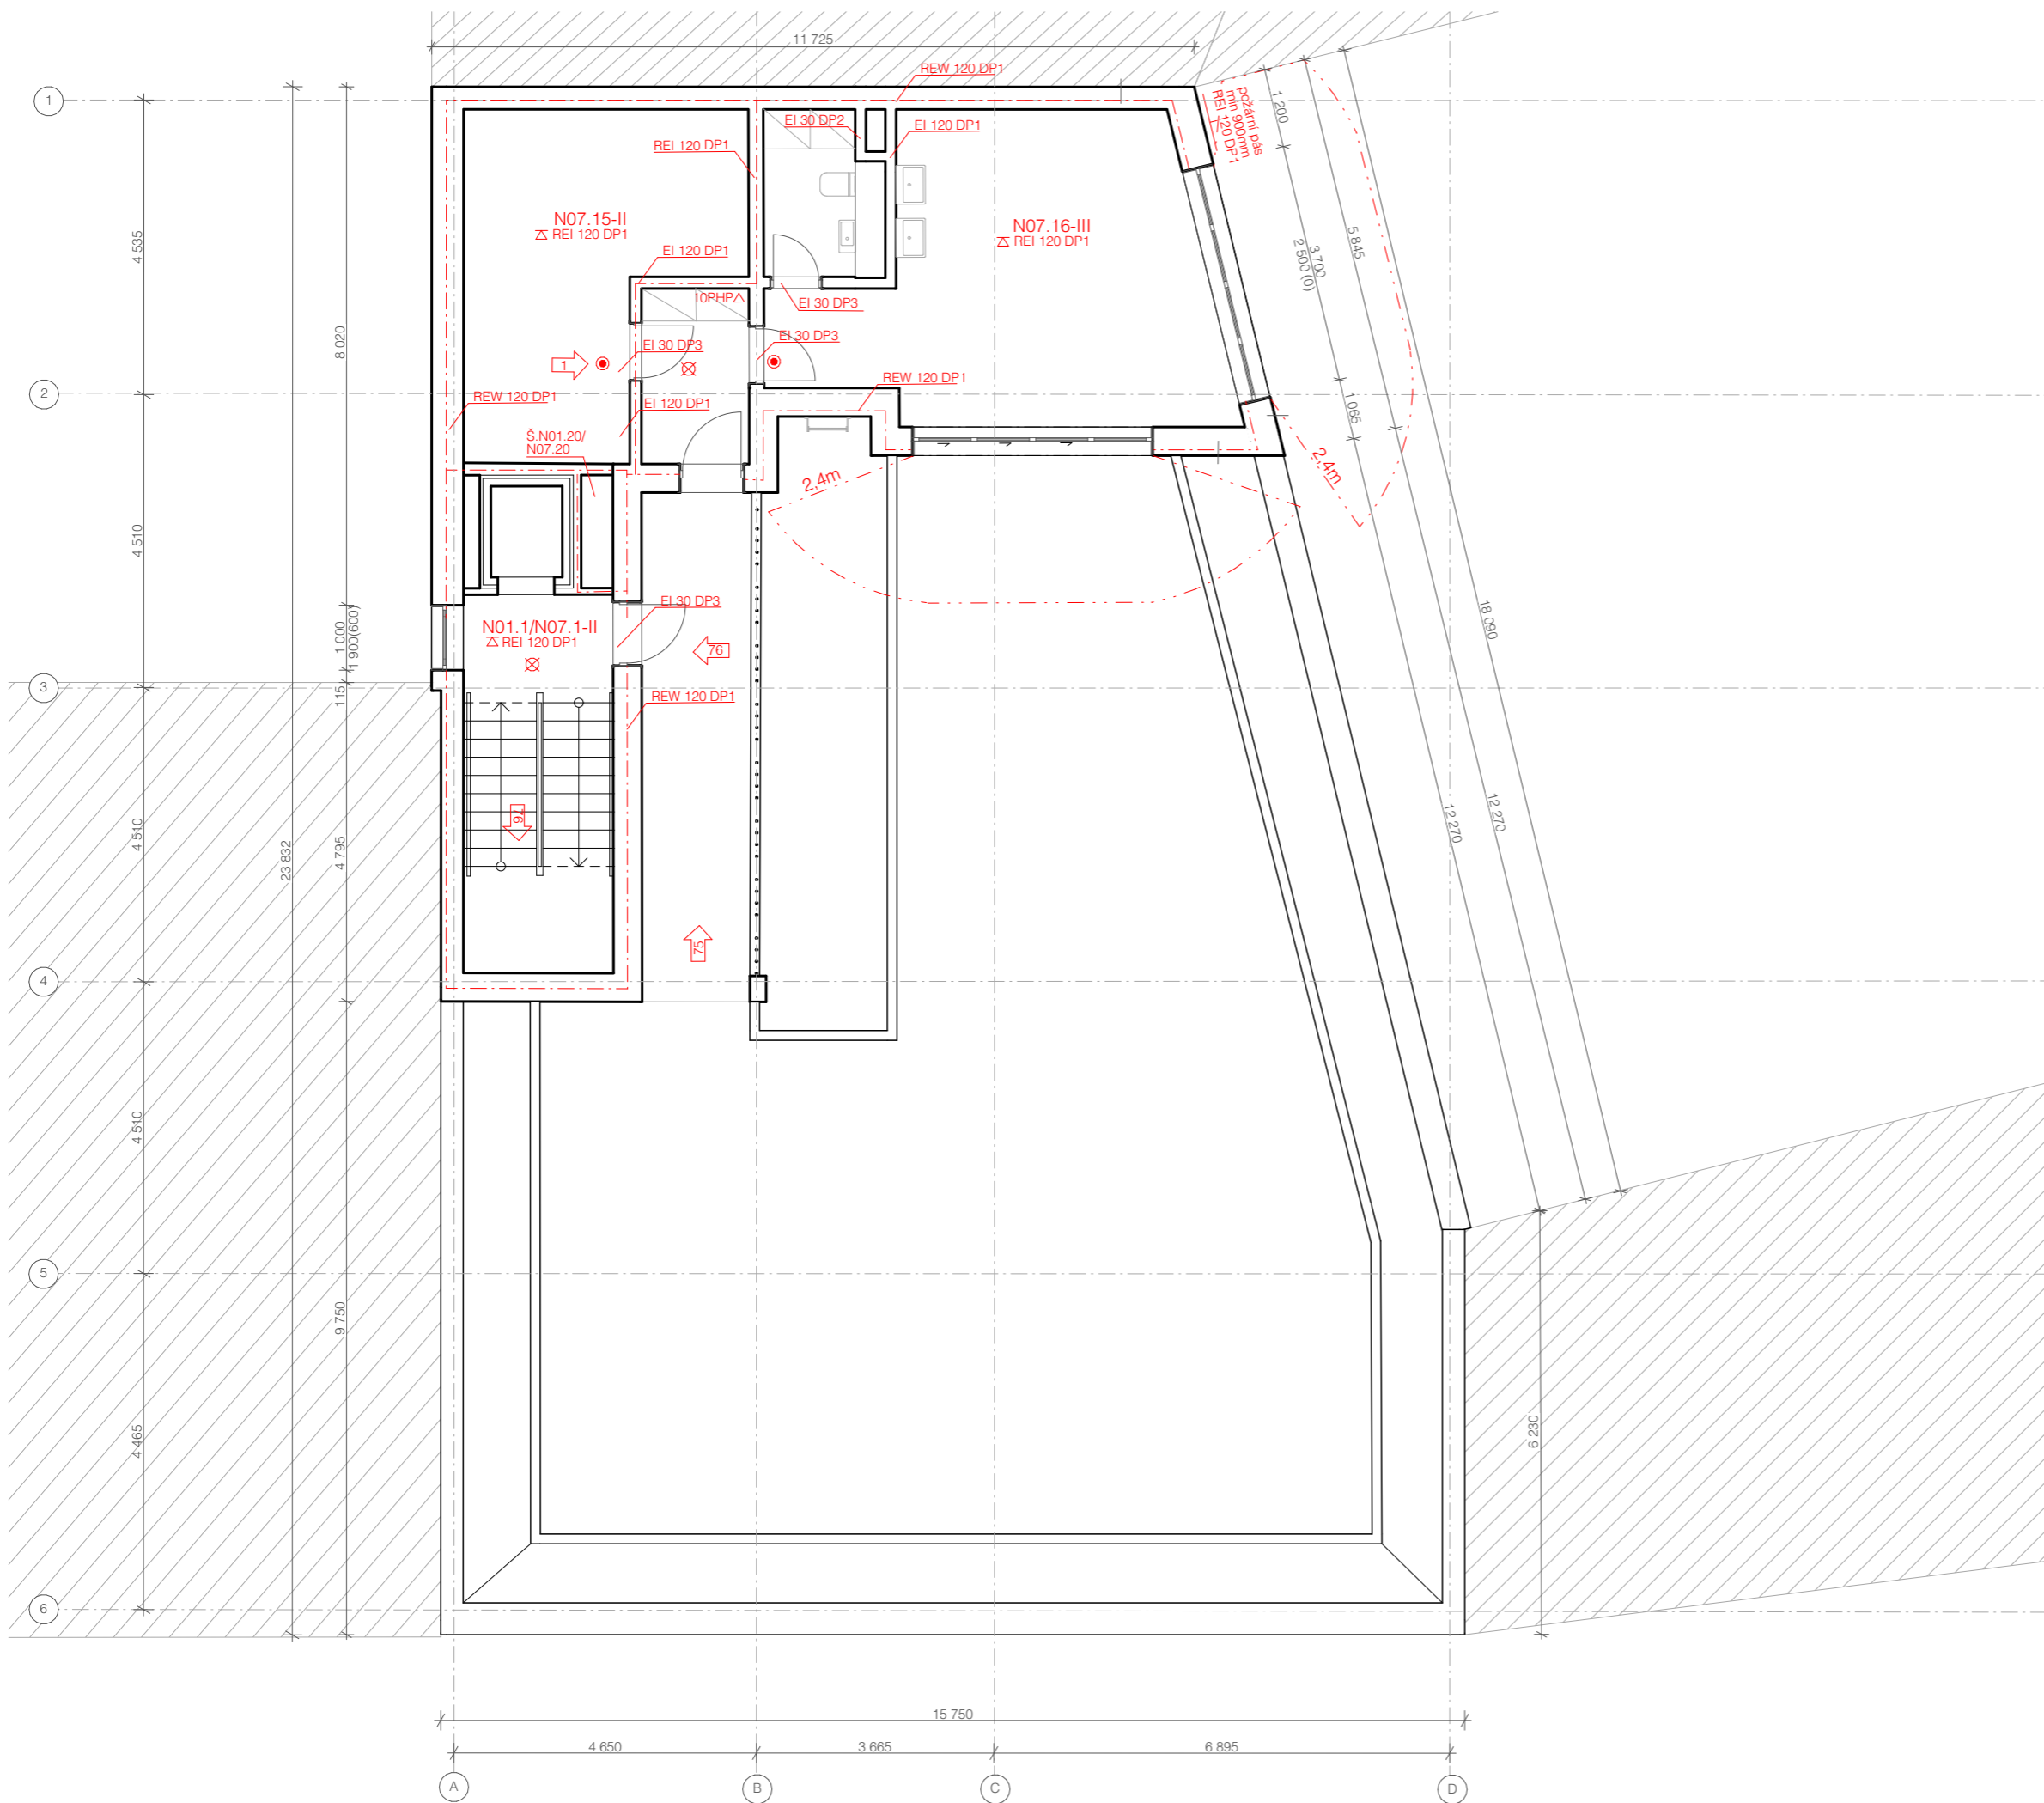 11 725
REW 120 DP1
1
požární pás
min 900mm
REI 120 DP1
1 200
EI 30 DP2
EI 120 DP1
REI 120 DP1
4 535
N07.15-II
REI 120 DP1
N07.16-III
REI 120 DP1
5 845
3 700
2 500(0)
EI 120 DP1
10PHP
EI 30 DP3
8 020
EI 30 DP3
EI 30 DP3
1
2
REW 120 DP1
REW 120 DP1
EI 120 DP1
1 065
Š.N01.20/
N07.20
2,4m
2,4m
4 510
EI 30 DP3
18 090
N01.1/N07.1-II
REI 120 DP1
1 000
1 900(600)
76
3
115
REW 120 DP1
76
12 270
12 270
4 510
23 832
4 795
75
4
4 510
5
9 750
4 465
6 230
6
15 750
4 650
3 665
6 895
A
B
C
D